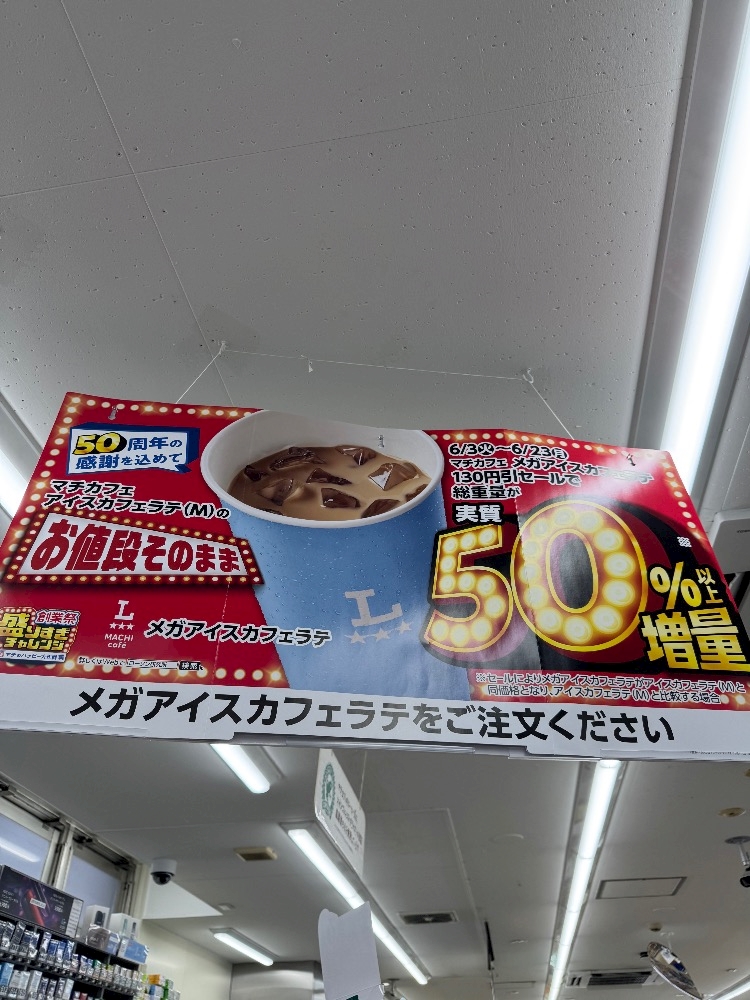 50周年の
感謝を込めて
マチカフェ
アイスカフェラテ(M)の
お値段そのまま
創業祭
盛りすぎ
チャレンジ
L
MACHI
café
メガアイスカフェラテ
L
6/3火〜6/23月
マチカフェ メガアイスカフェラテ
130円引セールで
総重量が
実質
50%以上
増量
※
※セールによりメガアイスカフェラテがアイスカフェラテ(M)と
同価格となり、アイスカフェラテ(M)と比較する場合
メガアイスカフェラテをご注文ください